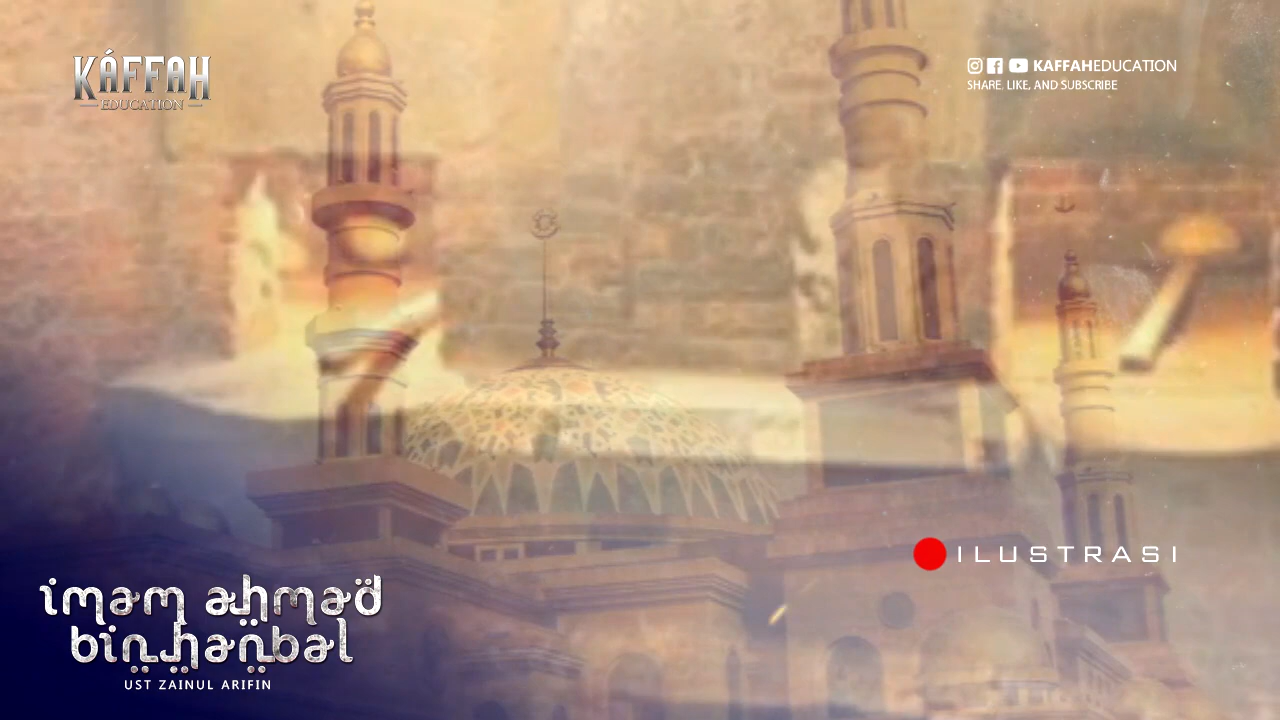 KÁFFAH
EDUCATION
KAFFAHEDUCATION
SHARE, LIKE, AND SUBSCRIBE
ILUSTRASI
imam ahmad
bin hanbal
UST ZAINUL ARIFIN